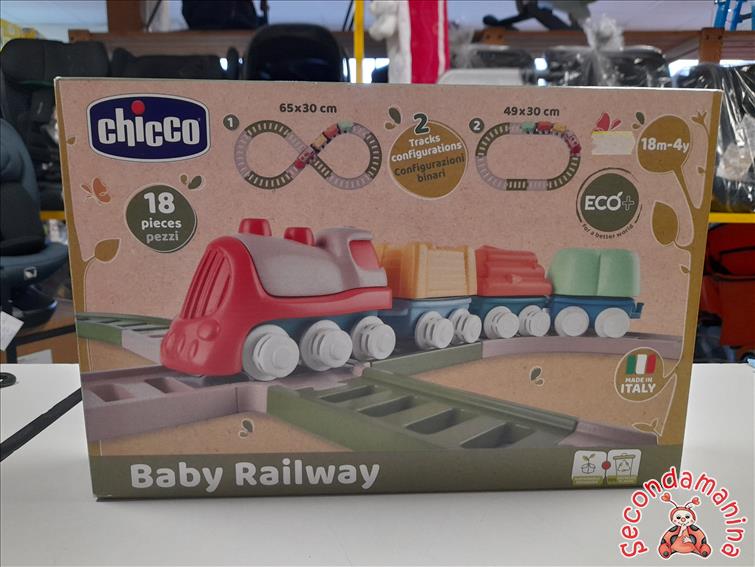 chicco
65x30 cm
1
2
Tracks
configurations
Configurazioni
binari
49x30 cm
2
18m-4y
18
pieces
pezzi
ECO+
for a better world
MADE IN
ITALY
Baby Railway
Secondamanina